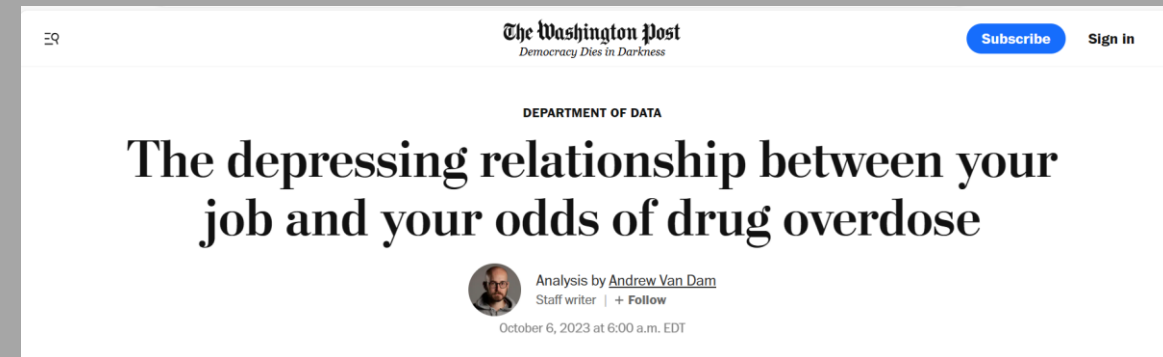 The Washington Post
Democracy Dies in Darkness
Subscribe
Sign in
DEPARTMENT OF DATA
The depressing relationship between your
job and your odds of drug overdose
Analysis by Andrew Van Dam
Staff writer | + Follow
October 6, 2023 at 6:00 a.m. EDT